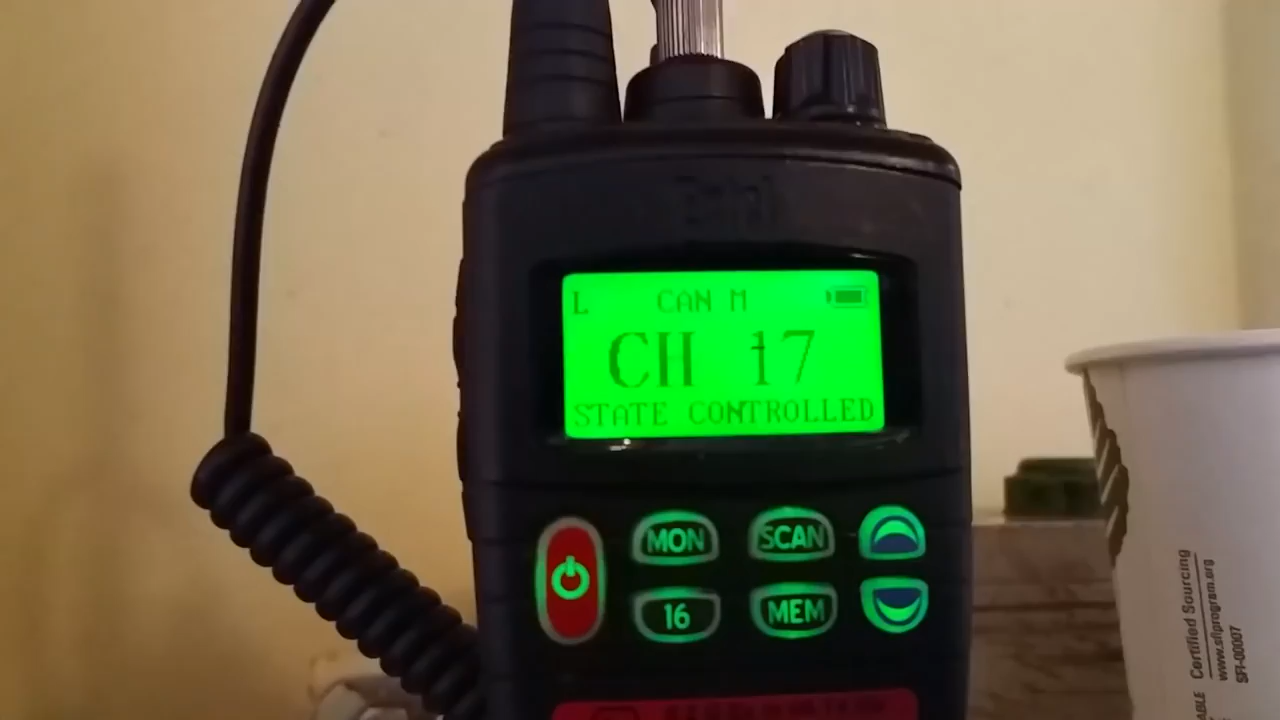 L CAN M
CH 17
STATE CONTROLLED
MON SCAN
16 MEM
Certified Sourcing
www.sfiprogram.org
SFI-00007